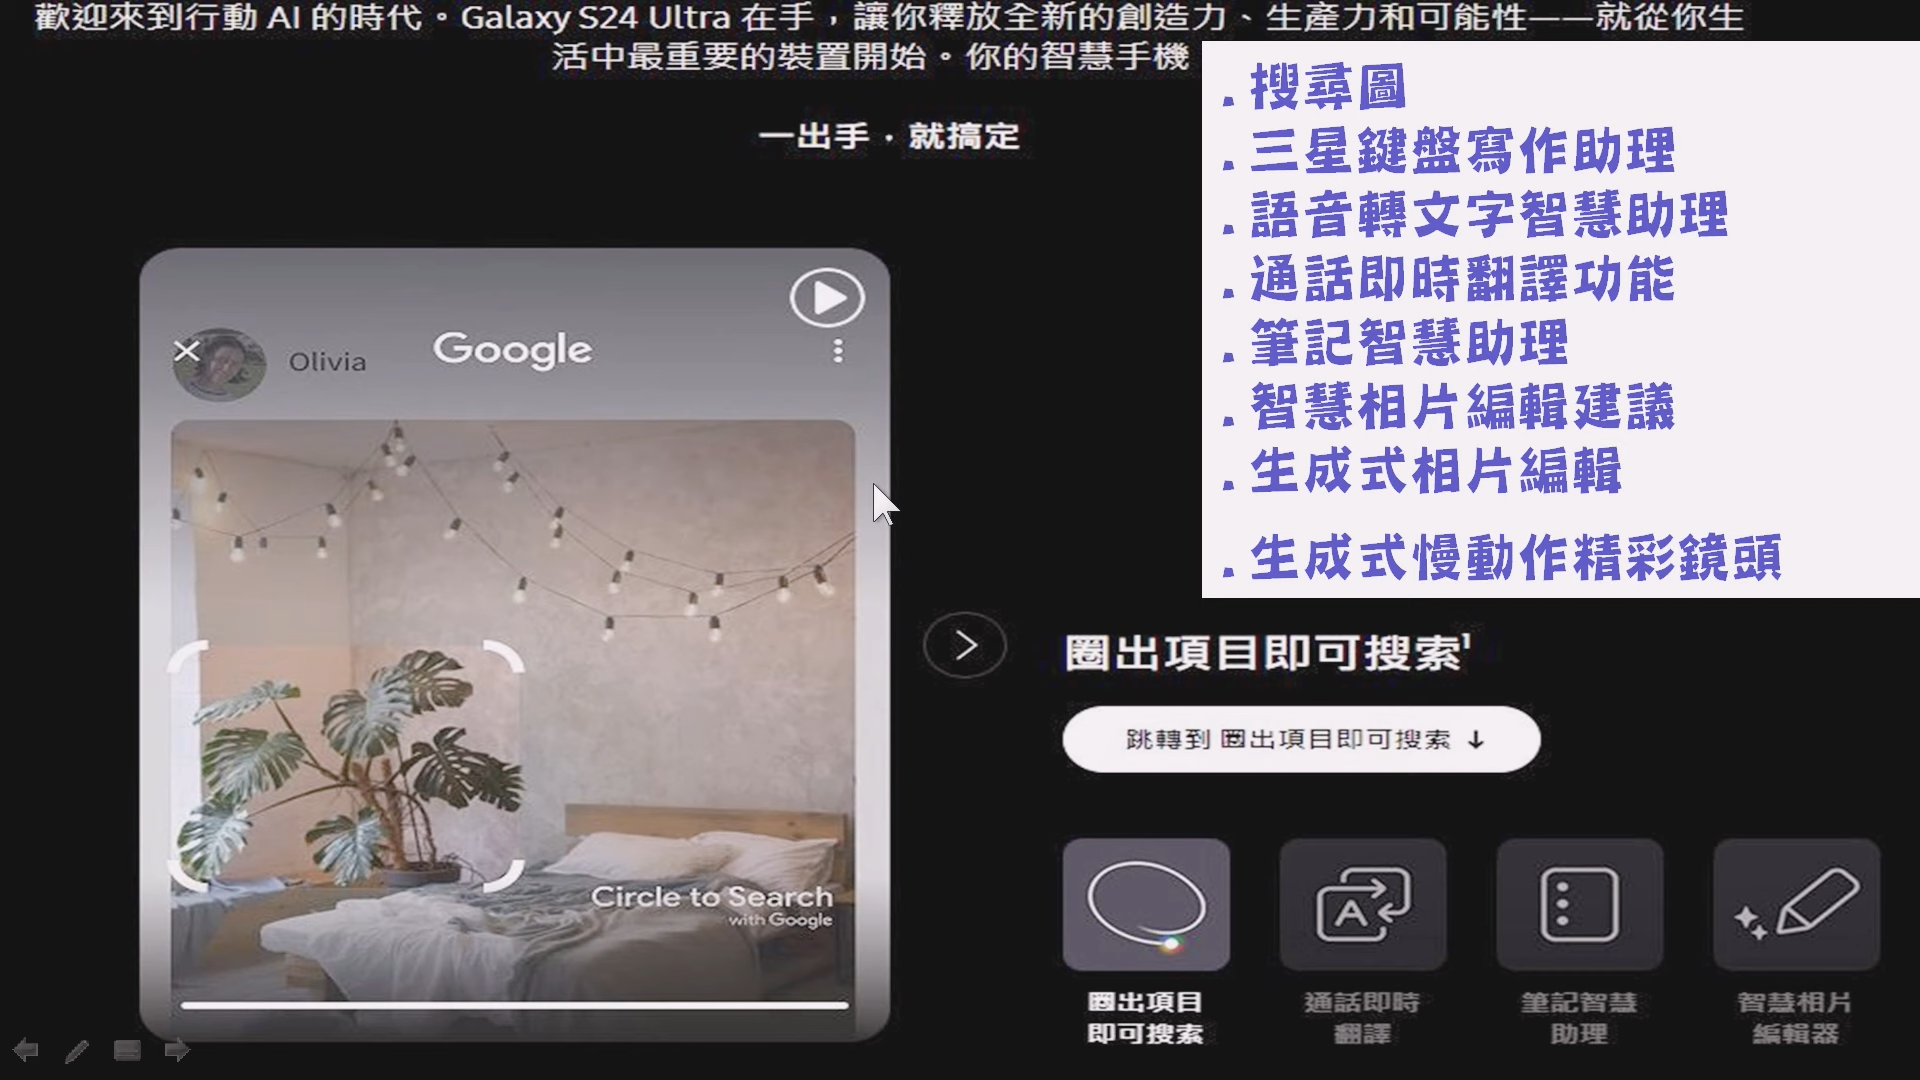 歡迎來到行動 AI 的時代。Galaxy S24 Ultra 在手，讓你釋放全新的創造力、生產力和可能性——就從你生
活中最重要的裝置開始。你的智慧手機
一出手．就搞定
.搜尋圖
.三星鍵盤寫作助理
.語音轉文字智慧助理
.通話即時翻譯功能
.筆記智慧助理
.智慧相片編輯建議
.生成式相片編輯
.生成式慢動作精彩鏡頭
Olivia
Google
Circle to Search
with Google
圈出項目即可搜索¹
跳轉到 圈出項目即可搜索 ↓
圈出項目
即可搜索
通話即時
翻譯
筆記智慧
助理
智慧相片
編輯器